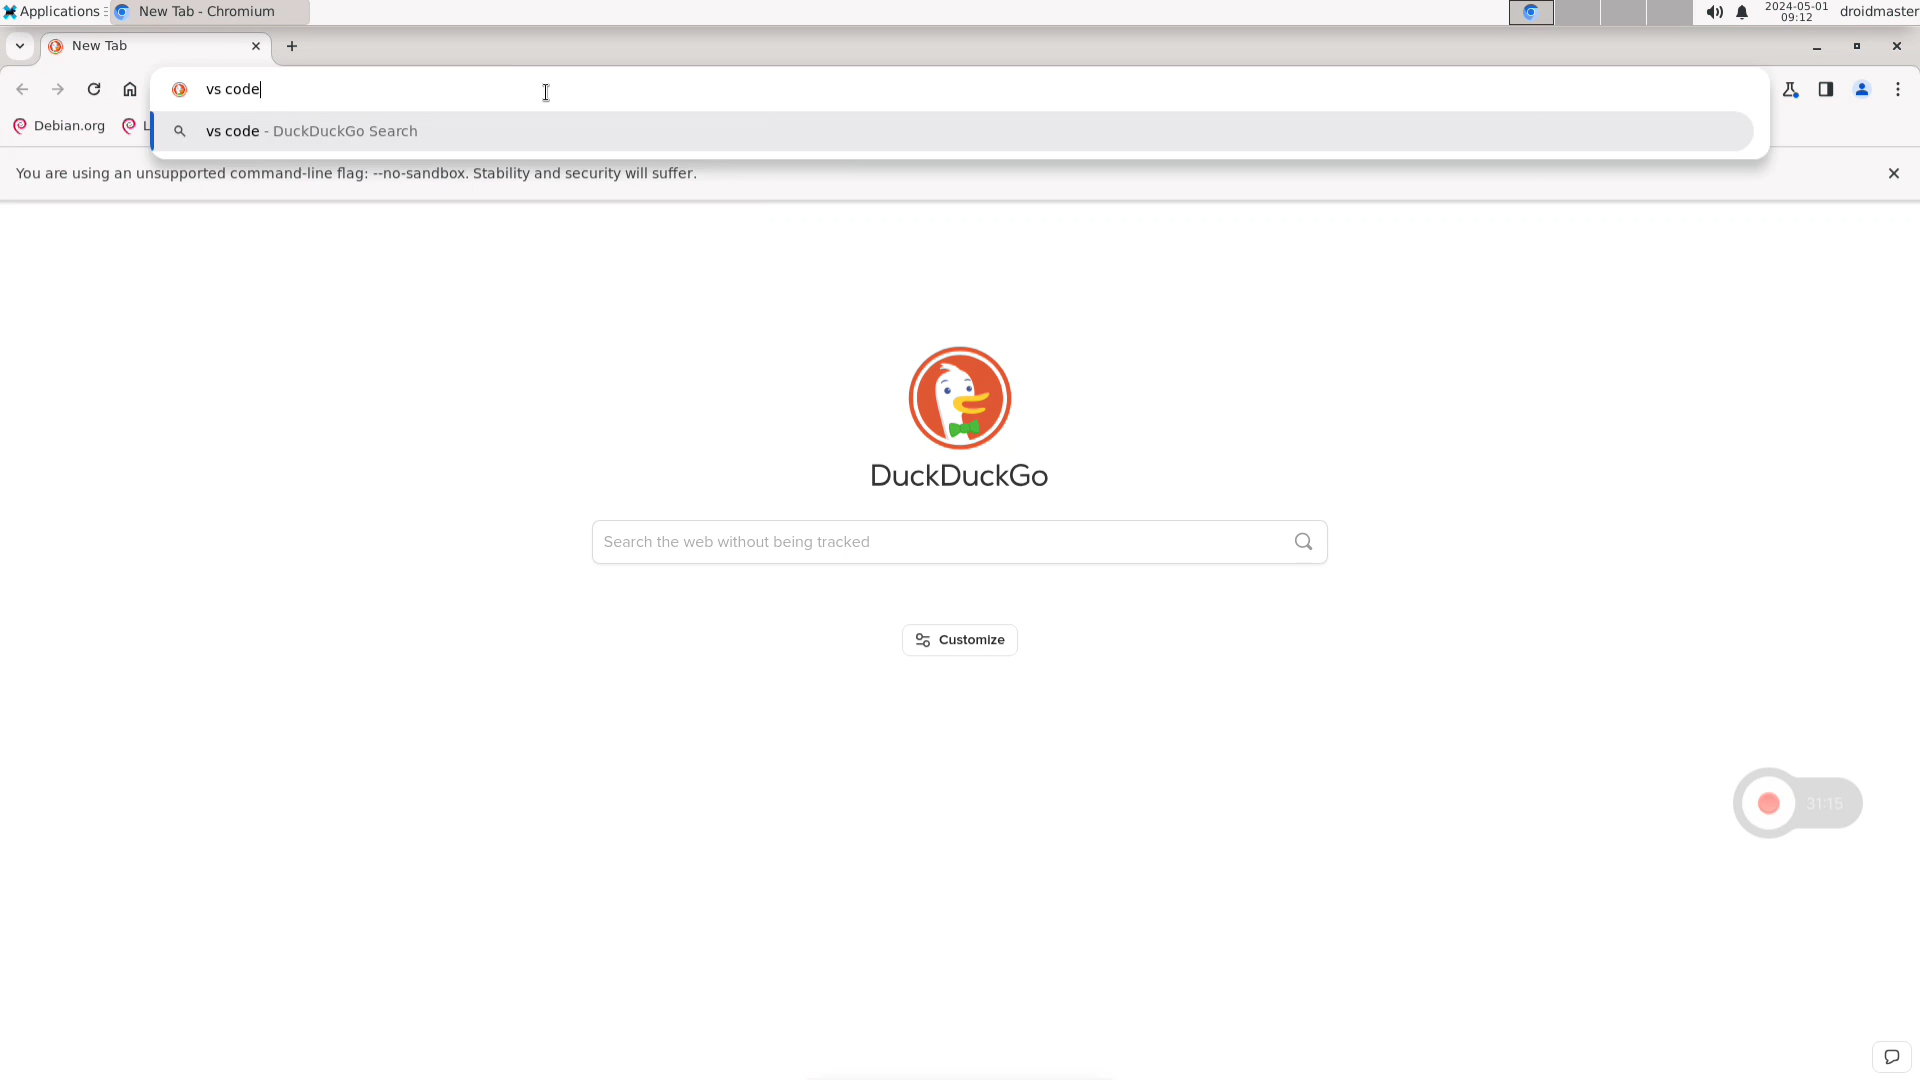 Applications
New Tab - Chromium
2024-05-01
09:12
droidmaster
New Tab
vs code
Debian.org
L
vs code - DuckDuckGo Search
You are using an unsupported command-line flag: --no-sandbox. Stability and security will suffer.
DuckDuckGo
Search the web without being tracked
Customize
31:15